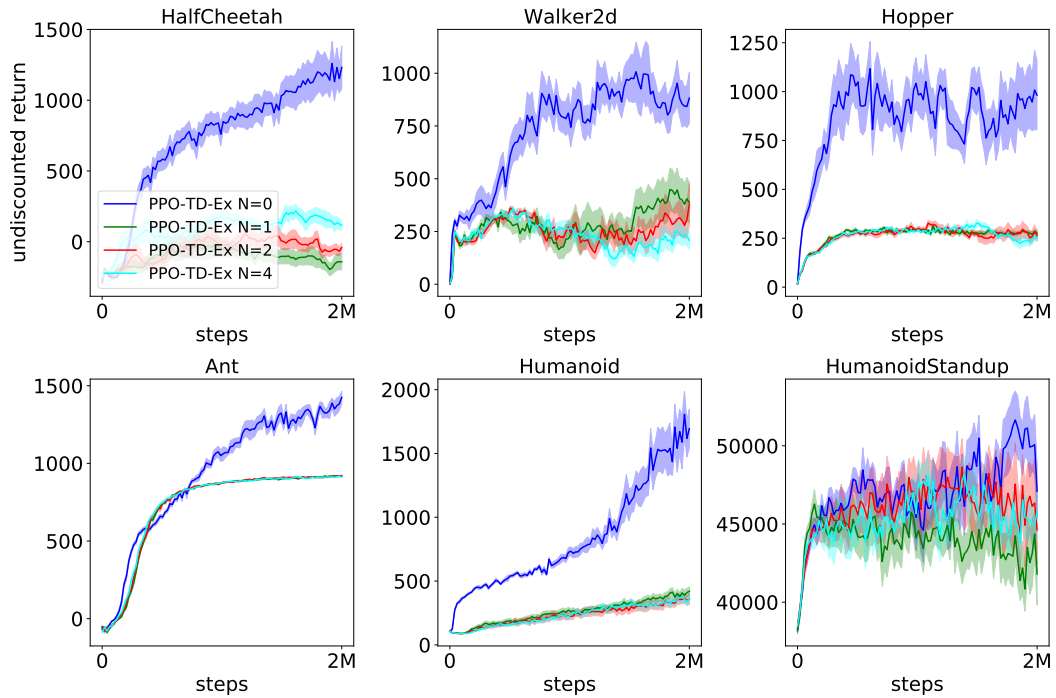 HalfCheetah
Walker2d
Hopper
undiscounted return
1500
1000
500
0
PPO-TD-Ex N=0
PPO-TD-Ex N=1
PPO-TD-Ex N=2
PPO-TD-Ex N=4
0
2M
steps
1000
750
500
250
0
0
2M
steps
1250
1000
750
500
250
0
0
2M
steps
Ant
Humanoid
HumanoidStandup
1500
1000
500
0
0
2M
steps
2000
1500
1000
500
0
0
2M
steps
50000
45000
40000
0
2M
steps